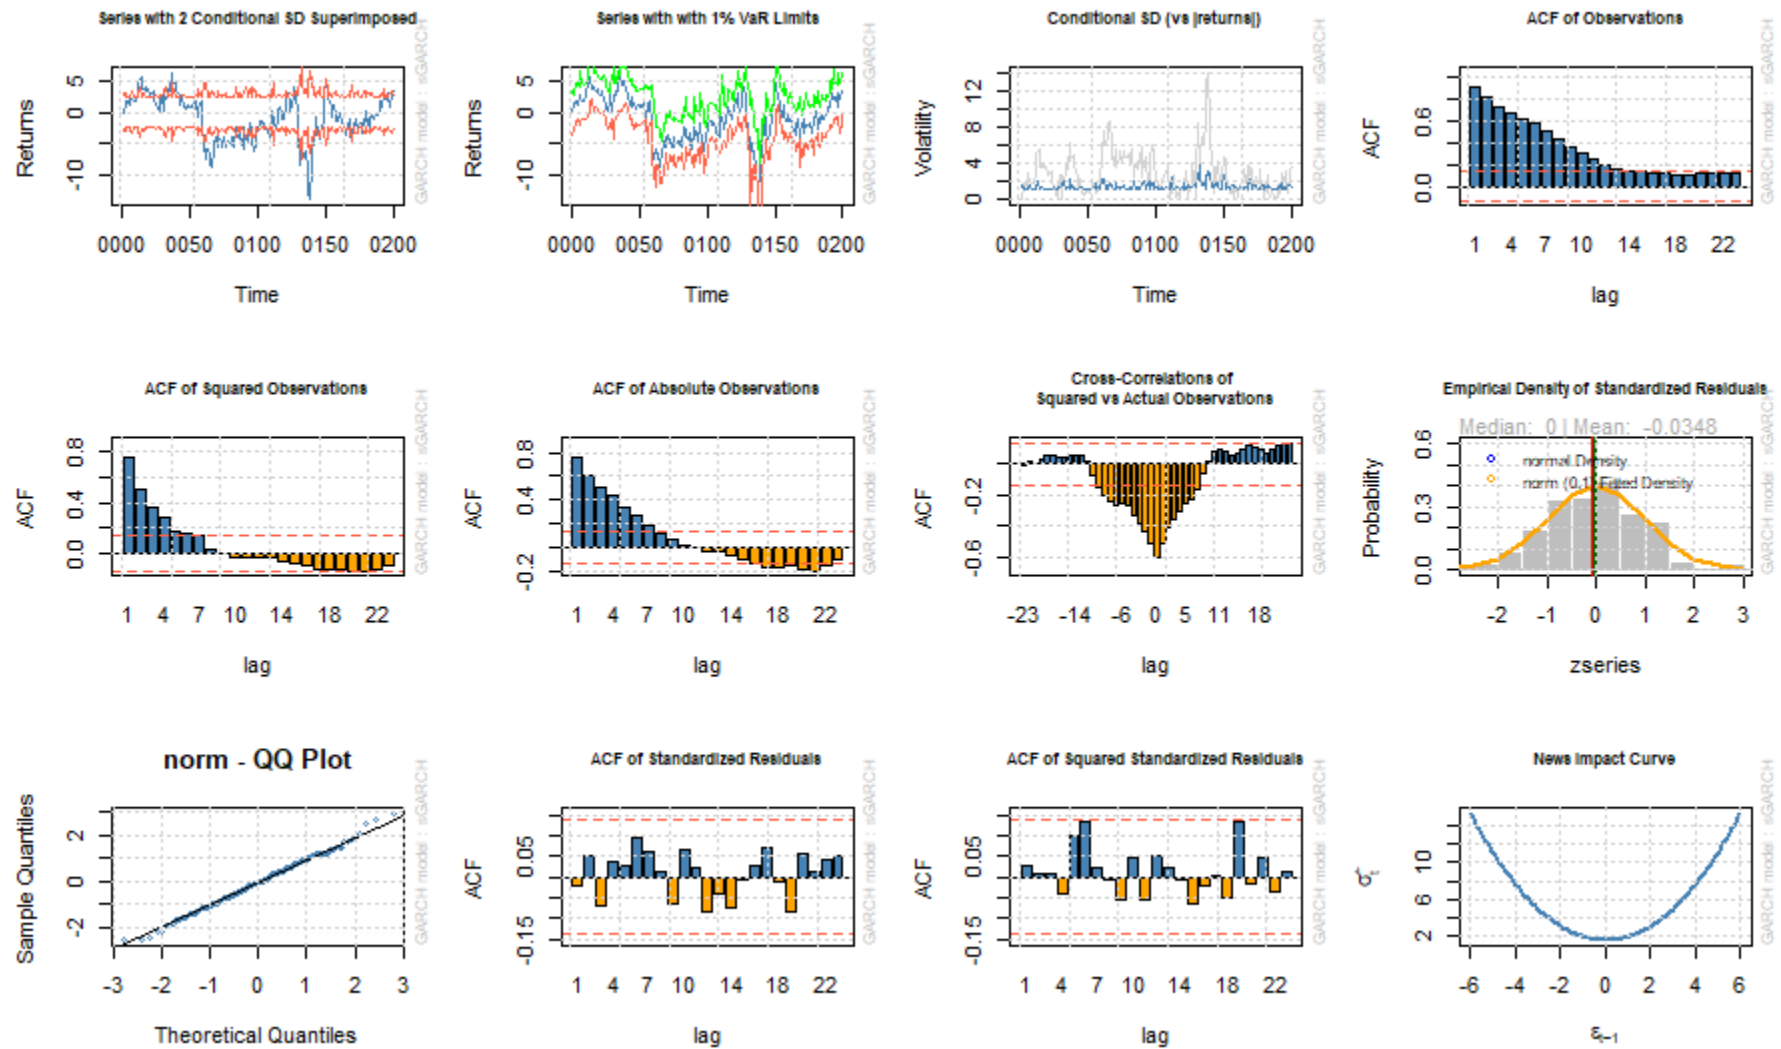 Series with 2 Conditional SD Superimposed
Returns
-10 0 5
0000 0050 0100 0150 0200
Time
GARCH model : sGARCH
Series with with 1% VaR Limits
Returns
-10 0 5
0000 0050 0100 0150 0200
Time
GARCH model : sGARCH
Conditional SD (vs |returns|)
Volatility
0 4 8 12
0000 0050 0100 0150 0200
Time
GARCH model : sGARCH
ACF of Observations
ACF
0.0 0.6
1 4 7 10 14 18 22
lag
GARCH model : sGARCH
ACF of Squared Observations
ACF
0.0 0.4 0.8
1 4 7 10 14 18 22
lag
GARCH model : sGARCH
ACF of Absolute Observations
ACF
-0.2 0.4 0.8
1 4 7 10 14 18 22
lag
GARCH model : sGARCH
Cross-Correlations of
Squared vs Actual Observations
ACF
-0.6 -0.2
-23 -14 -6 0 5 11 18
lag
GARCH model : sGARCH
Empirical Density of Standardized Residuals
Median: 0 | Mean: -0.0348
normal Density
norm (0,1) Fitted Density
Probability
0.0 0.3 0.6
-2 -1 0 1 2 3
zseries
GARCH model : sGARCH
norm - QQ Plot
Sample Quantiles
-2 0 2
-3 -2 -1 0 1 2 3
Theoretical Quantiles
GARCH model : sGARCH
ACF of Standardized Residuals
ACF
-0.15 0.05
1 4 7 10 14 18 22
lag
GARCH model : sGARCH
ACF of Squared Standardized Residuals
ACF
-0.15 0.05
1 4 7 10 14 18 22
lag
GARCH model : sGARCH
News Impact Curve
2 6 10
-6 -4 -2 0 2 4 6
εt−1
GARCH model : sGARCH